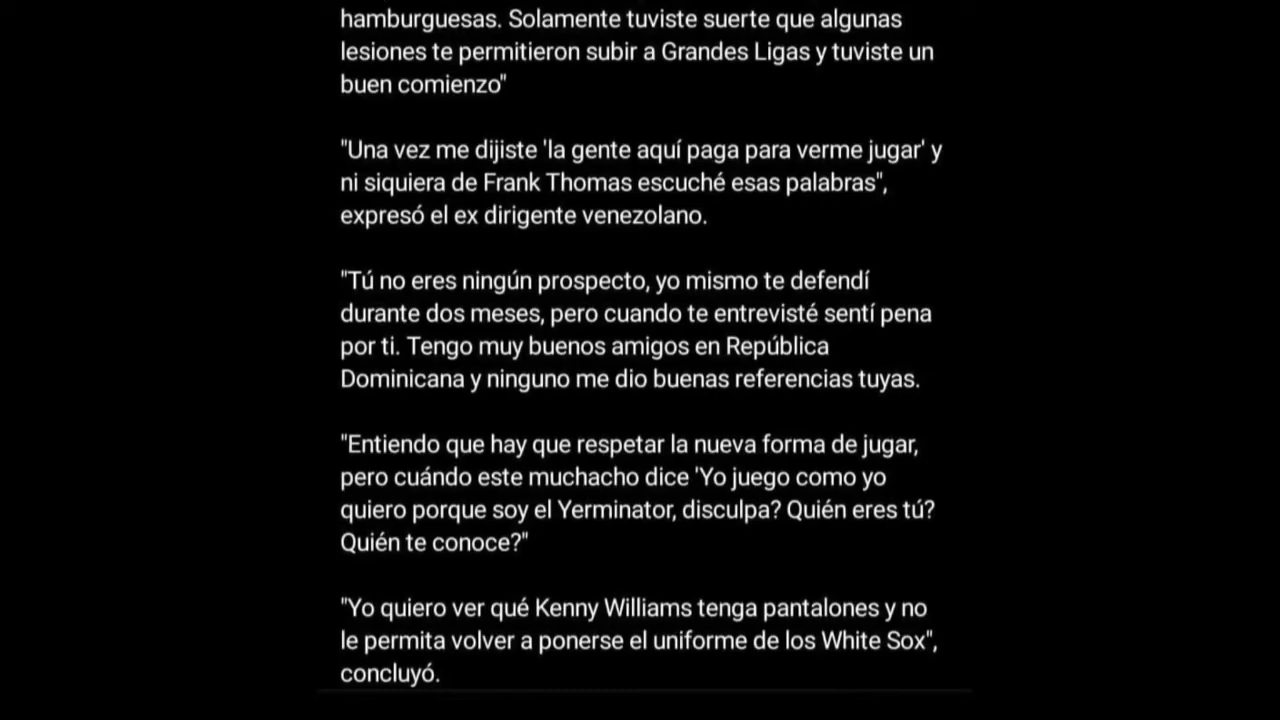 hamburguesas. Solamente tuviste suerte que algunas
lesiones te permitieron subir a Grandes Ligas y tuviste un
buen comienzo"
"Una vez me dijiste 'la gente aquí paga para verme jugar' y
ni siquiera de Frank Thomas escuché esas palabras",
expresó el ex dirigente venezolano.
"Tú no eres ningún prospecto, yo mismo te defendí
durante dos meses, pero cuando te entrevisté sentí pena
por ti. Tengo muy buenos amigos en República
Dominicana y ninguno me dio buenas referencias tuyas.
"Entiendo que hay que respetar la nueva forma de jugar,
pero cuándo este muchacho dice 'Yo juego como yo
quiero porque soy el Yerminator, disculpa? Quién eres tú?
Quién te conoce?"
"Yo quiero ver qué Kenny Williams tenga pantalones y no
le permita volver a ponerse el uniforme de los White Sox",
concluyó.